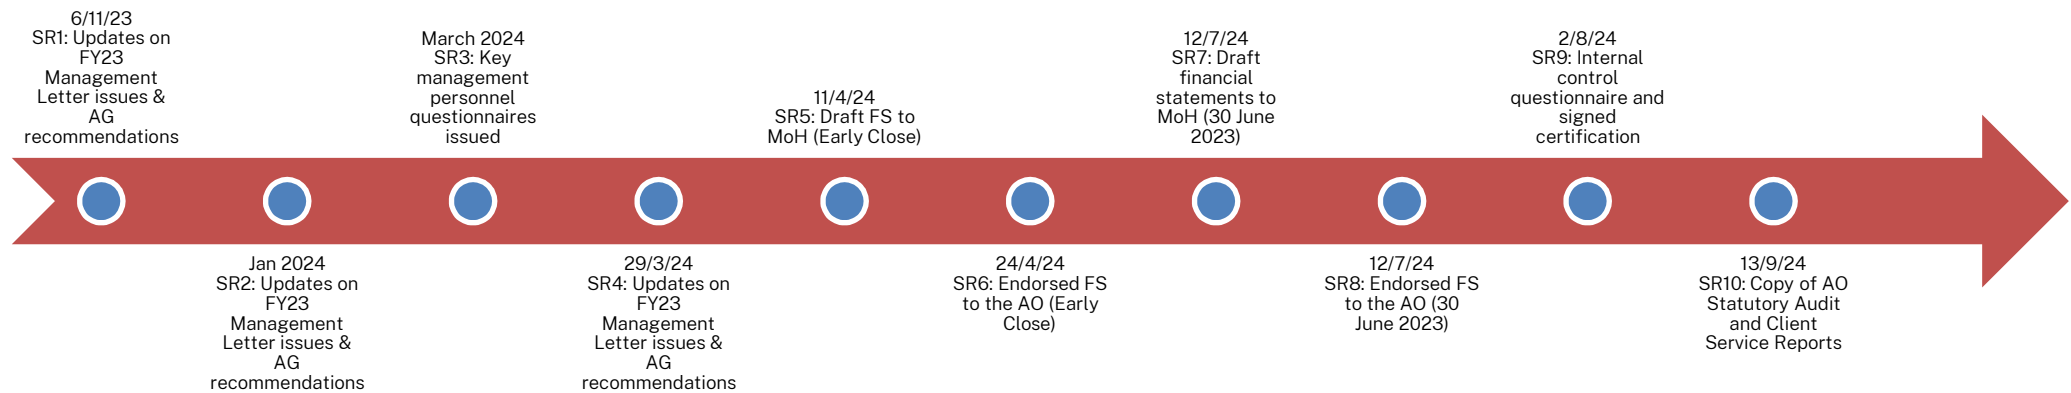 6/11/23
SR1: Updates on
FY23
Management
Letter issues &
AG
recommendations
Jan 2024
SR2: Updates on
FY23
Management
Letter issues &
AG
recommendations
March 2024
SR3: Key
management
personnel
questionnaires
issued
29/3/24
SR4: Updates on
FY23
Management
Letter issues &
AG
recommendations
11/4/24
SR5: Draft FS to
MoH (Early Close)
24/4/24
SR6: Endorsed FS
to the AO (Early
Close)
12/7/24
SR7: Draft
financial
statements to
MoH (30 June
2023)
12/7/24
SR8: Endorsed FS
to the AO (30
June 2023)
2/8/24
SR9: Internal
control
questionnaire and
signed
certification
13/9/24
SR10: Copy of AO
Statutory Audit
and Client
Service Reports